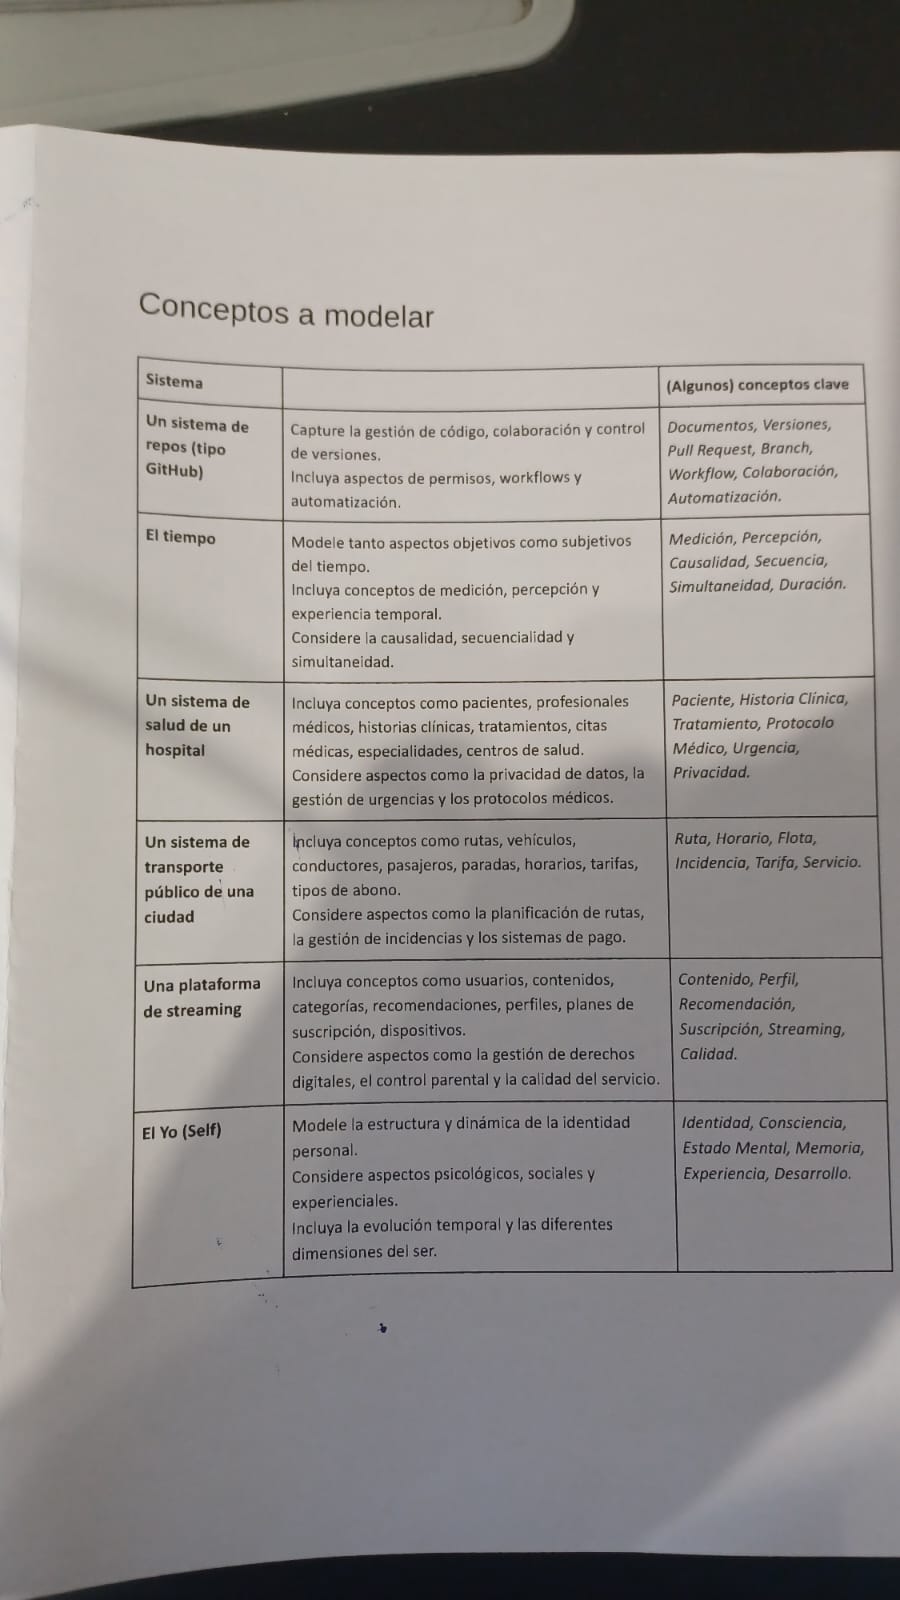 Conceptos a modelar
Sistema
(Algunos) conceptos clave
Un sistema de
repos (tipo
GitHub)
Capture la gestión de código, colaboración y control
de versiones.
Incluya aspectos de permisos, workflows y
automatización.
Documentos, Versiones,
Pull Request, Branch,
Workflow, Colaboración,
Automatización.
El tiempo
Modele tanto aspectos objetivos como subjetivos
del tiempo.
Incluya conceptos de medición, percepción y
experiencia temporal.
Considere la causalidad, secuencialidad y
simultaneidad.
Medición, Percepción,
Causalidad, Secuencia,
Simultaneidad, Duración.
Un sistema de
salud de un
hospital
Incluya conceptos como pacientes, profesionales
médicos, historias clínicas, tratamientos, citas
médicas, especialidades, centros de salud.
Considere aspectos como la privacidad de datos, la
gestión de urgencias y los protocolos médicos.
Paciente, Historia Clínica,
Tratamiento, Protocolo
Médico, Urgencia,
Privacidad.
Un sistema de
transporte
público de una
ciudad
Incluya conceptos como rutas, vehículos,
conductores, pasajeros, paradas, horarios, tarifas,
tipos de abono.
Considere aspectos como la planificación de rutas,
la gestión de incidencias y los sistemas de pago.
Ruta, Horario, Flota,
Incidencia, Tarifa, Servicio.
Una plataforma
de streaming
Incluya conceptos como usuarios, contenidos,
categorías, recomendaciones, perfiles, planes de
suscripción, dispositivos.
Considere aspectos como la gestión de derechos
digitales, el control parental y la calidad del servicio.
Contenido, Perfil,
Recomendación,
Suscripción, Streaming,
Calidad.
El Yo (Self)
Modele la estructura y dinámica de la identidad
personal.
Considere aspectos psicológicos, sociales y
experienciales.
Incluya la evolución temporal y las diferentes
dimensiones del ser.
Identidad, Consciencia,
Estado Mental, Memoria,
Experiencia, Desarrollo.